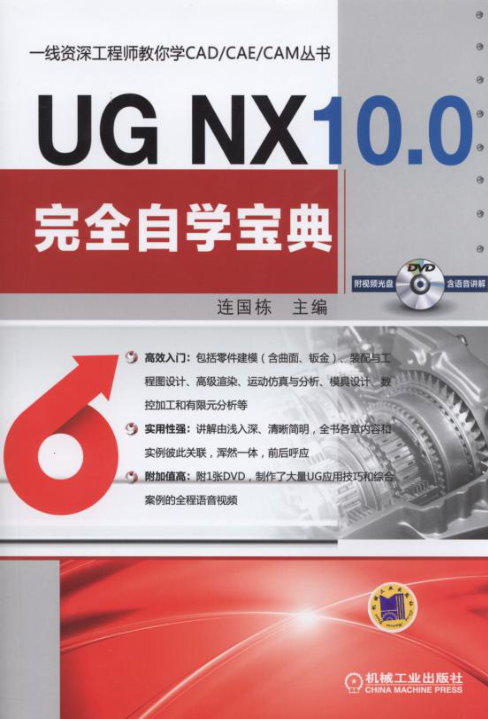 一线资深工程师教你学CAD/CAE/CAM丛书
UG NX10.0
完全自学宝典
附视频光盘
DVD
含语音讲解
连国栋 主编
高效入门：包括零件建模（含曲面、钣金）、装配与工
程图设计、高级渲染、运动仿真与分析、模具设计、数
控加工和有限元分析等
实用性强：讲解由浅入深、清晰简明，全书各章内容和
实例彼此关联，浑然一体，前后呼应
附加值高：附1张DVD，制作了大量UG应用技巧和综合
案例的全程语音视频
机械工业出版社
CHINA MACHINE PRESS